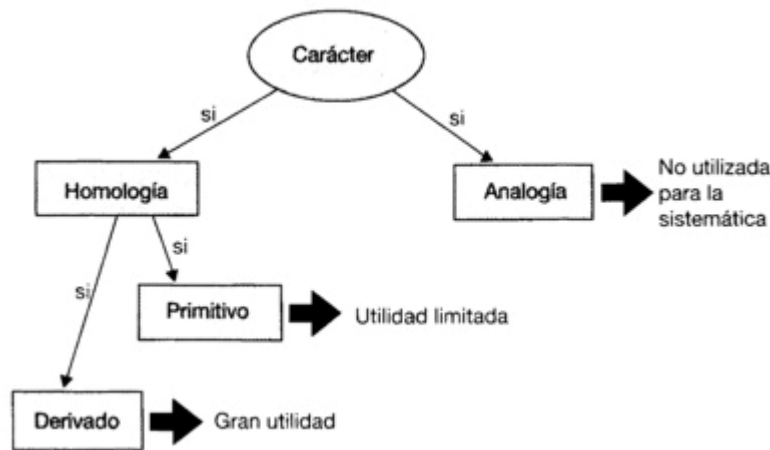 Carácter
si
si
Homología
Analogía
No utilizada
para la
sistemática
si
si
Primitivo
Utilidad limitada
Derivado
Gran utilidad